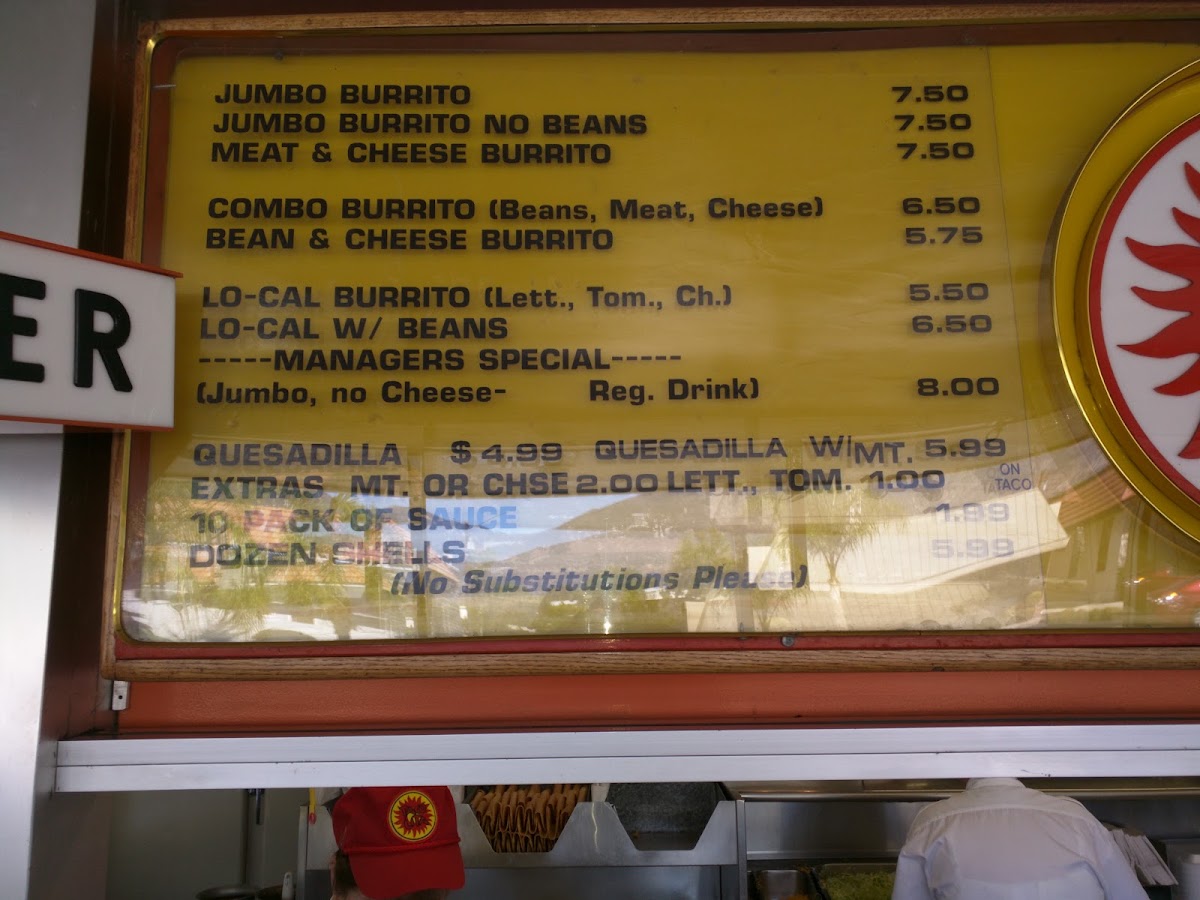 JUMBO BURRITO 7.50
JUMBO BURRITO NO BEANS 7.50
MEAT & CHEESE BURRITO 7.50
COMBO BURRITO (Beans, Meat, Cheese) 6.50
BEAN & CHEESE BURRITO 5.75
LO-CAL BURRITO (Lett., Tom., Ch.) 5.50
LO-CAL W/ BEANS 6.50
-----MANAGERS SPECIAL-----
(Jumbo, no Cheese- Reg. Drink) 8.00
QUESADILLA $4.99 QUESADILLA W/MT. 5.99
EXTRAS MT. OR CHSE 2.00 LETT., TOM. 1.00 ON TACO
10 PACK OF SAUCE 1.99
DOZEN SHELLS 5.99
(No Substitutions Please)
ER